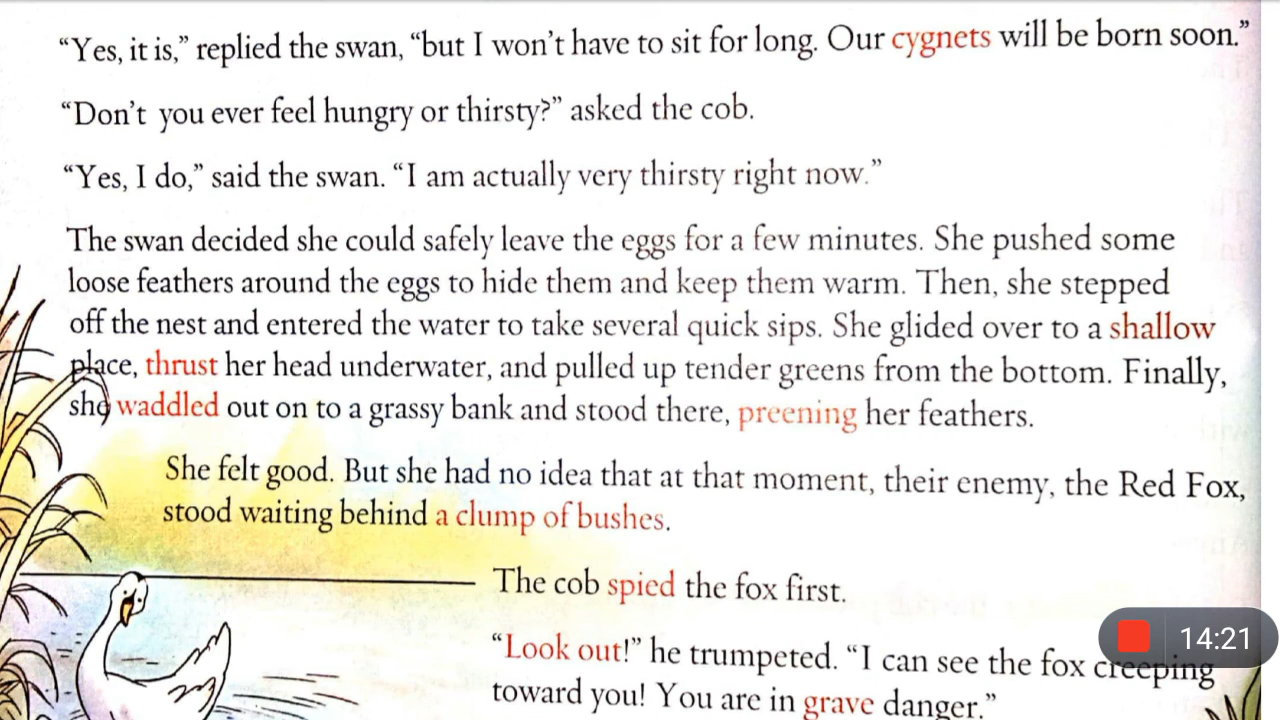 “Yes, it is,” replied the swan, “but I won’t have to sit for long. Our cygnets will be born soon.”
“Don’t you ever feel hungry or thirsty?” asked the cob.
“Yes, I do,” said the swan. “I am actually very thirsty right now.”
The swan decided she could safely leave the eggs for a few minutes. She pushed some
loose feathers around the eggs to hide them and keep them warm. Then, she stepped
off the nest and entered the water to take several quick sips. She glided over to a shallow
place, thrust her head underwater, and pulled up tender greens from the bottom. Finally,
she waddled out on to a grassy bank and stood there, preening her feathers.
She felt good. But she had no idea that at that moment, their enemy, the Red Fox,
stood waiting behind a clump of bushes.
The cob spied the fox first.
“Look out!” he trumpeted. “I can see the fox creeping
toward you! You are in grave danger.”
14:21